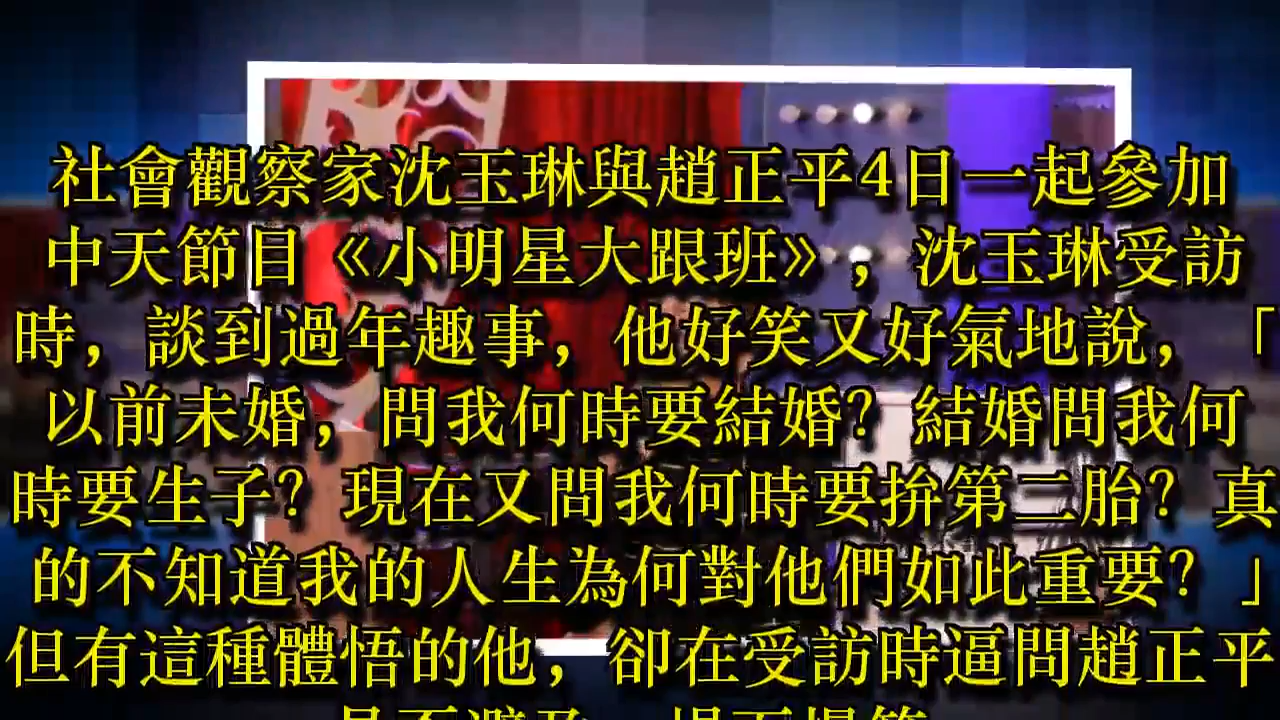 社會觀察家沈玉琳與趙正平4日一起參加
中天節目《小明星大跟班》，沈玉琳受訪
時，談到過年趣事，他好笑又好氣地說，「
以前未婚，問我何時要結婚？結婚問我何
時要生子？現在又問我何時要拚第二胎？真
的不知道我的人生為何對他們如此重要？」
但有這種體悟的他，卻在受訪時逼問趙正平